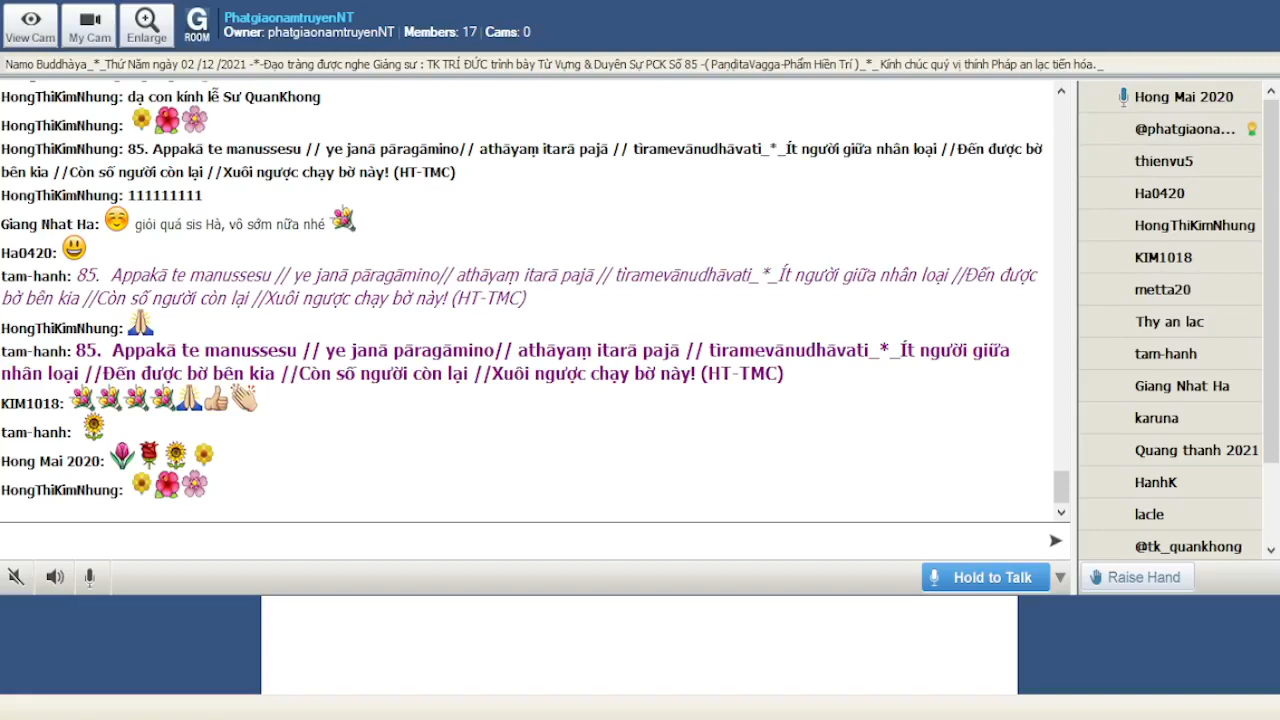 View Cam
My Cam
Enlarge
G
ROOM
PhatgiaonamtruyenNT
Owner: phatgiaonamtruyenNT | Members: 17 | Cams: 0
Namo Buddhàya_*_Thứ Năm ngày 02 /12 /2021 -*-Đạo tràng được nghe Giảng sư : TK TRÍ ĐỨC trình bày Từ Vựng & Duyên Sự PCK Số 85 -( PaṇḍitaVagga-Phẩm Hiền Trí )_*_ Kính chúc quý vị thính Pháp an lạc tiến hóa._
HongThiKimNhung: dạ con kính lễ Sư QuanKhong
HongThiKimNhung:
HongThiKimNhung: 85. Appakā te manussesu // ye janā pāragāmino// athāyaṃ itarā pajā // tìramevānudhāvati_*_Ít người giữa nhân loại //Đến được bờ
bên kia //Còn số người còn lại //Xuôi ngược chạy bờ này! (HT-TMC)
HongThiKimNhung: 111111111
Giang Nhat Ha: giỏi quá sis Hà, vô sớm nữa nhé
Ha0420:
tam-hanh: 85. Appakā te manussesu // ye janā pāragāmino// athāyaṃ itarā pajā // tìramevānudhāvati_*_Ít người giữa nhân loại //Đến được
bờ bên kia //Còn số người còn lại //Xuôi ngược chạy bờ này! (HT-TMC)
HongThiKimNhung:
tam-hanh: 85. Appakā te manussesu // ye janā pāragāmino// athāyaṃ itarā pajā // tìramevānudhāvati_*_Ít người giữa
nhân loại //Đến được bờ bên kia //Còn số người còn lại //Xuôi ngược chạy bờ này! (HT-TMC)
KIM1018:
tam-hanh:
Hong Mai 2020:
HongThiKimNhung:
Hold to Talk
Hong Mai 2020
@phatgiaona...
thienvu5
Ha0420
HongThiKimNhung
KIM1018
metta20
Thy an lac
tam-hanh
Giang Nhat Ha
karuna
Quang thanh 2021
HanhK
lacle
@tk_quankhong
Raise Hand